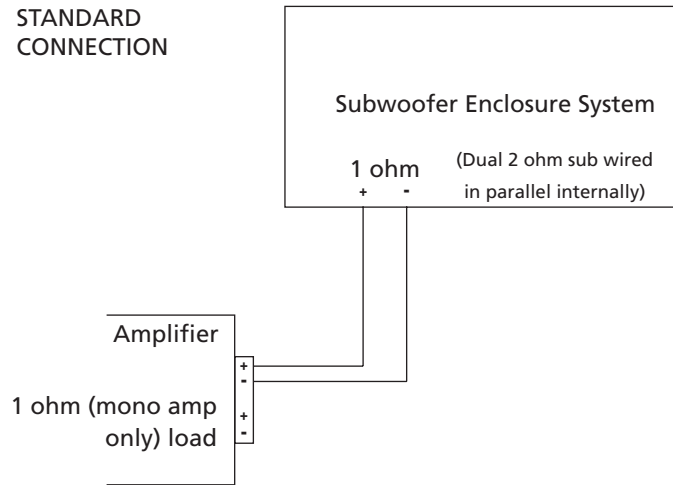 STANDARD
CONNECTION
Subwoofer Enclosure System
1 ohm
(Dual 2 ohm sub wired
in parallel internally)
+ -
Amplifier
+
-
1 ohm (mono amp
only) load
+
-